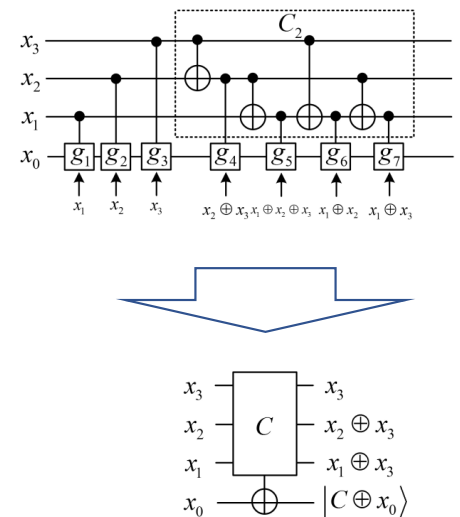 C₂
x₃
x₂
x₁
x₀ g₁ g₂ g₃ g₄ g₅ g₆ g₇
x₁ x₂ x₃ x₂ ⊕ x₃ x₁ ⊕ x₂ ⊕ x₃ x₁ ⊕ x₂ x₁ ⊕ x₃
x₃ x₃
x₂ C x₂ ⊕ x₃
x₁ x₁ ⊕ x₃
x₀ |C ⊕ x₀⟩